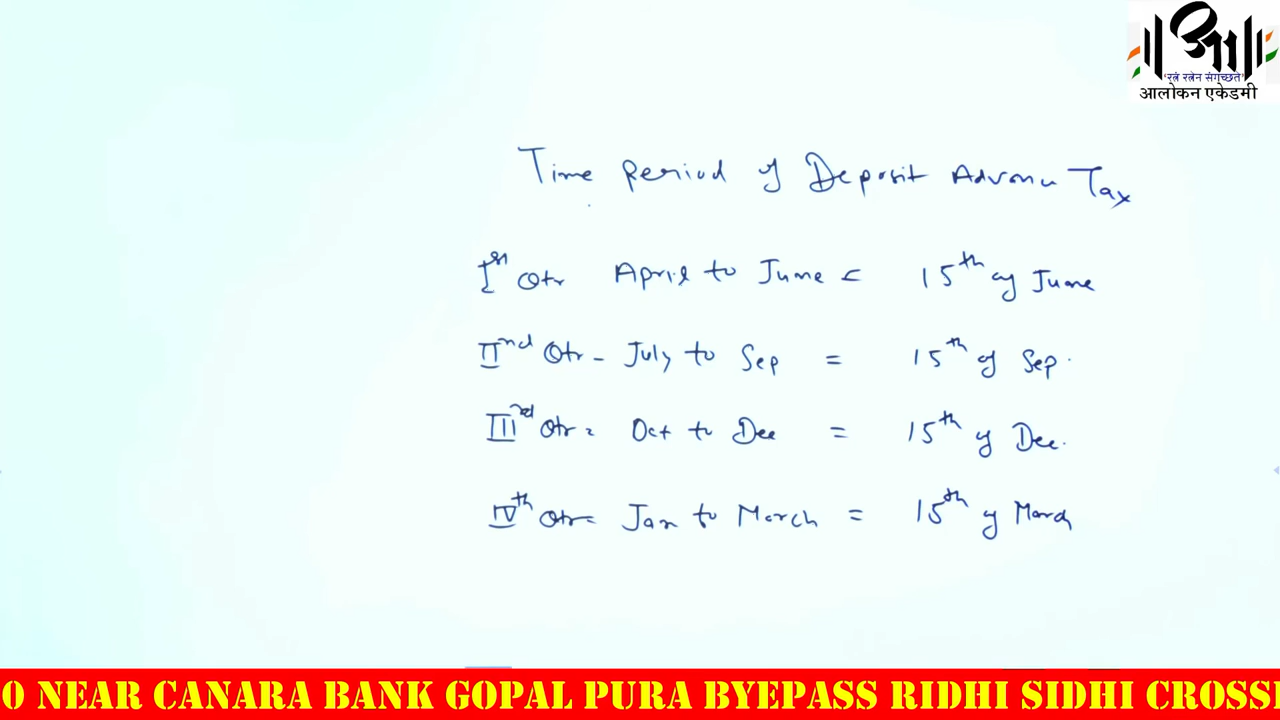 'रत्नं रत्नेन संगच्छते'
आलोकन एकेडमी
Time Period of Deposit Advance Tax
Ist Qtr April to June = 15th of June
IInd Qtr - July to Sep = 15th of Sep.
IIIrd Qtr = Oct to Dec = 15th of Dec.
IVth Qtr = Jan to March = 15th of March
O NEAR CANARA BANK GOPAL PURA BYEPASS RIDHI SIDHI CROSS